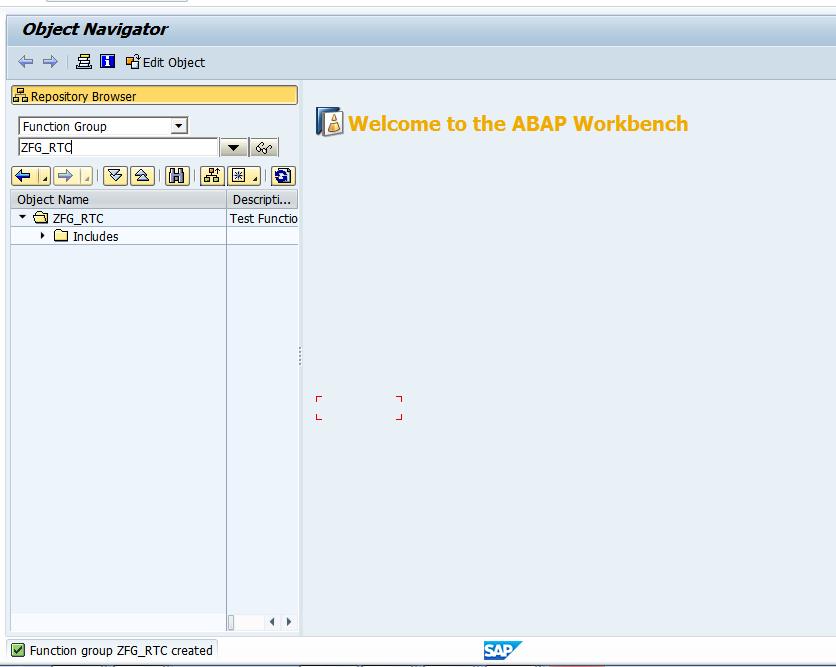 Object Navigator
Edit Object
Repository Browser
Function Group
ZFG_RTC
Object Name Descripti...
ZFG_RTC Test Functio
Includes
Welcome to the ABAP Workbench
Function group ZFG_RTC created
SAP